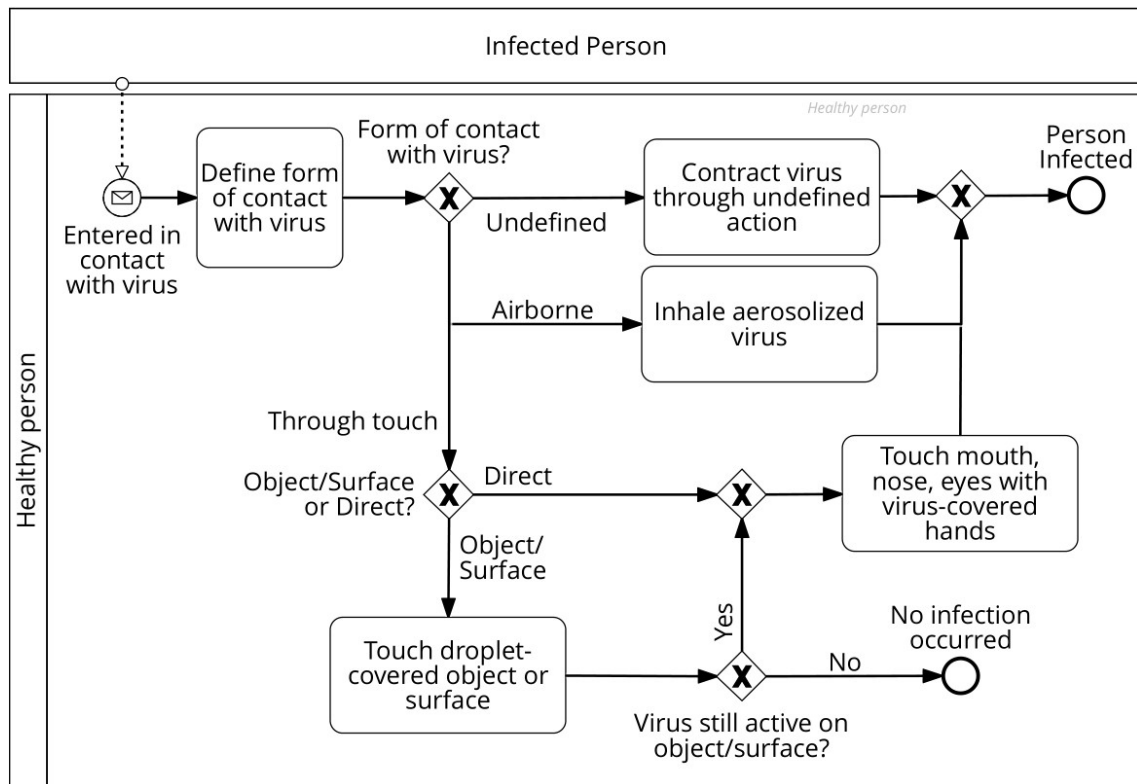 Infected Person
Healthy person
Healthy person
Form of contact
with virus?
Person
Infected
Define form
of contact
with virus
Contract virus
through undefined
action
Undefined
Entered in
contact
with virus
Airborne
Inhale aerosolized
virus
Through touch
Object/Surface
or Direct?
Direct
Touch mouth,
nose, eyes with
virus-covered
hands
Object/
Surface
Touch droplet-
covered object or
surface
Yes
No
No infection
occurred
Virus still active on
object/surface?